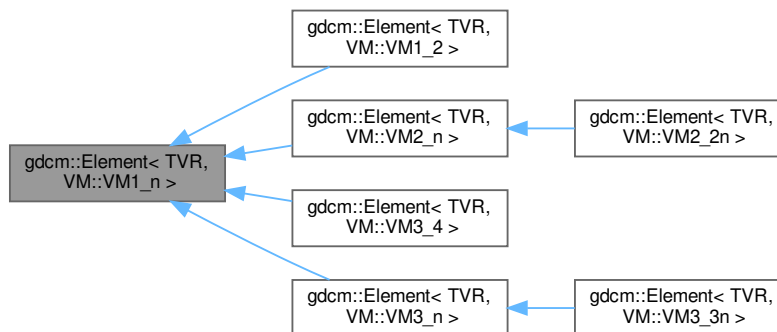 gdcm::Element< TVR,
VM::VM1_2 >
gdcm::Element< TVR,
VM::VM2_n >
gdcm::Element< TVR,
VM::VM2_2n >
gdcm::Element< TVR,
VM::VM1_n >
gdcm::Element< TVR,
VM::VM3_4 >
gdcm::Element< TVR,
VM::VM3_n >
gdcm::Element< TVR,
VM::VM3_3n >